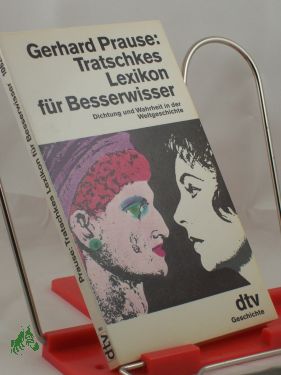 Gerhard Prause:
Tratschkes
Lexikon
für Besserwisser
Dichtung und Wahrheit in der
Weltgeschichte
dtv
Geschichte
Prause: Tratschkes Lexikon für Besserwisser
dtv